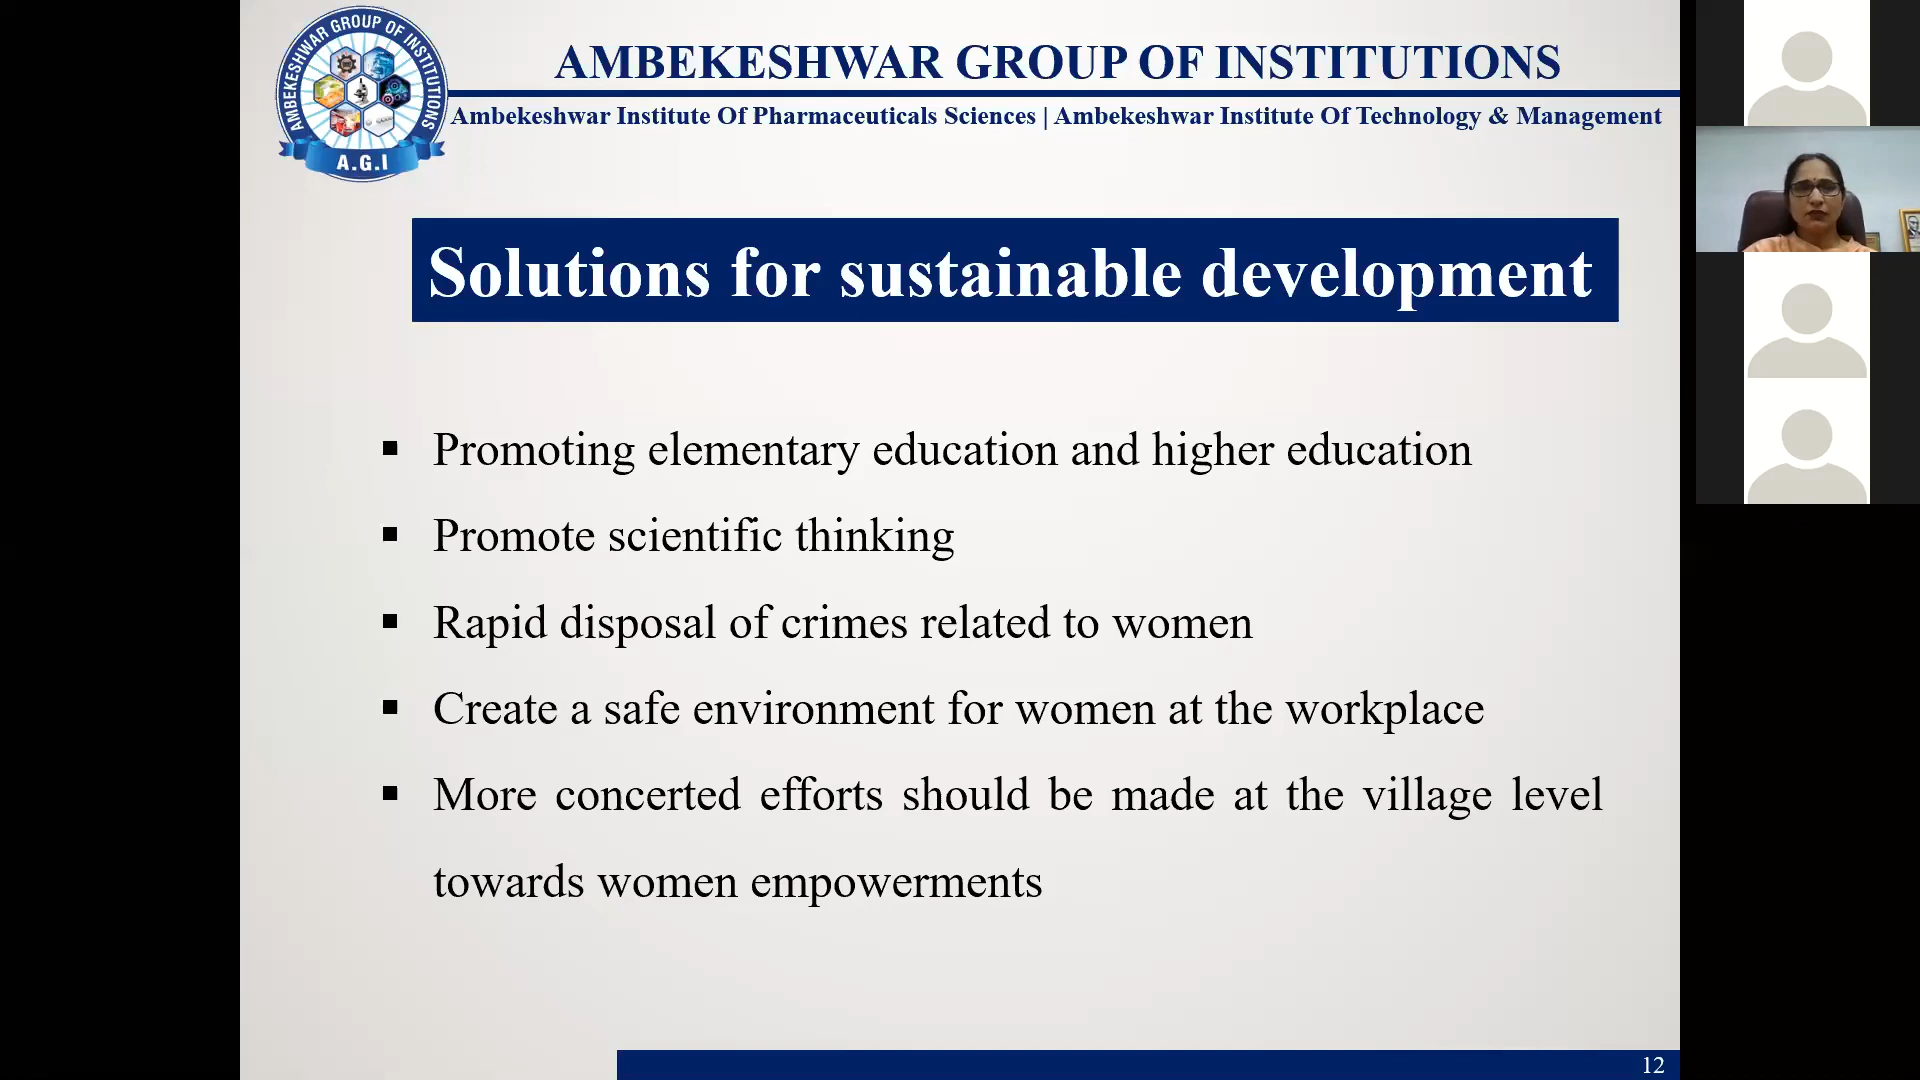 AMBEKESHWAR GROUP OF INSTITUTIONS
A.G.I
AMBEKESHWAR GROUP OF INSTITUTIONS
Ambekeshwar Institute Of Pharmaceuticals Sciences | Ambekeshwar Institute Of Technology & Management
Solutions for sustainable development
▪ Promoting elementary education and higher education
▪ Promote scientific thinking
▪ Rapid disposal of crimes related to women
▪ Create a safe environment for women at the workplace
▪ More concerted efforts should be made at the village level
towards women empowerments
12